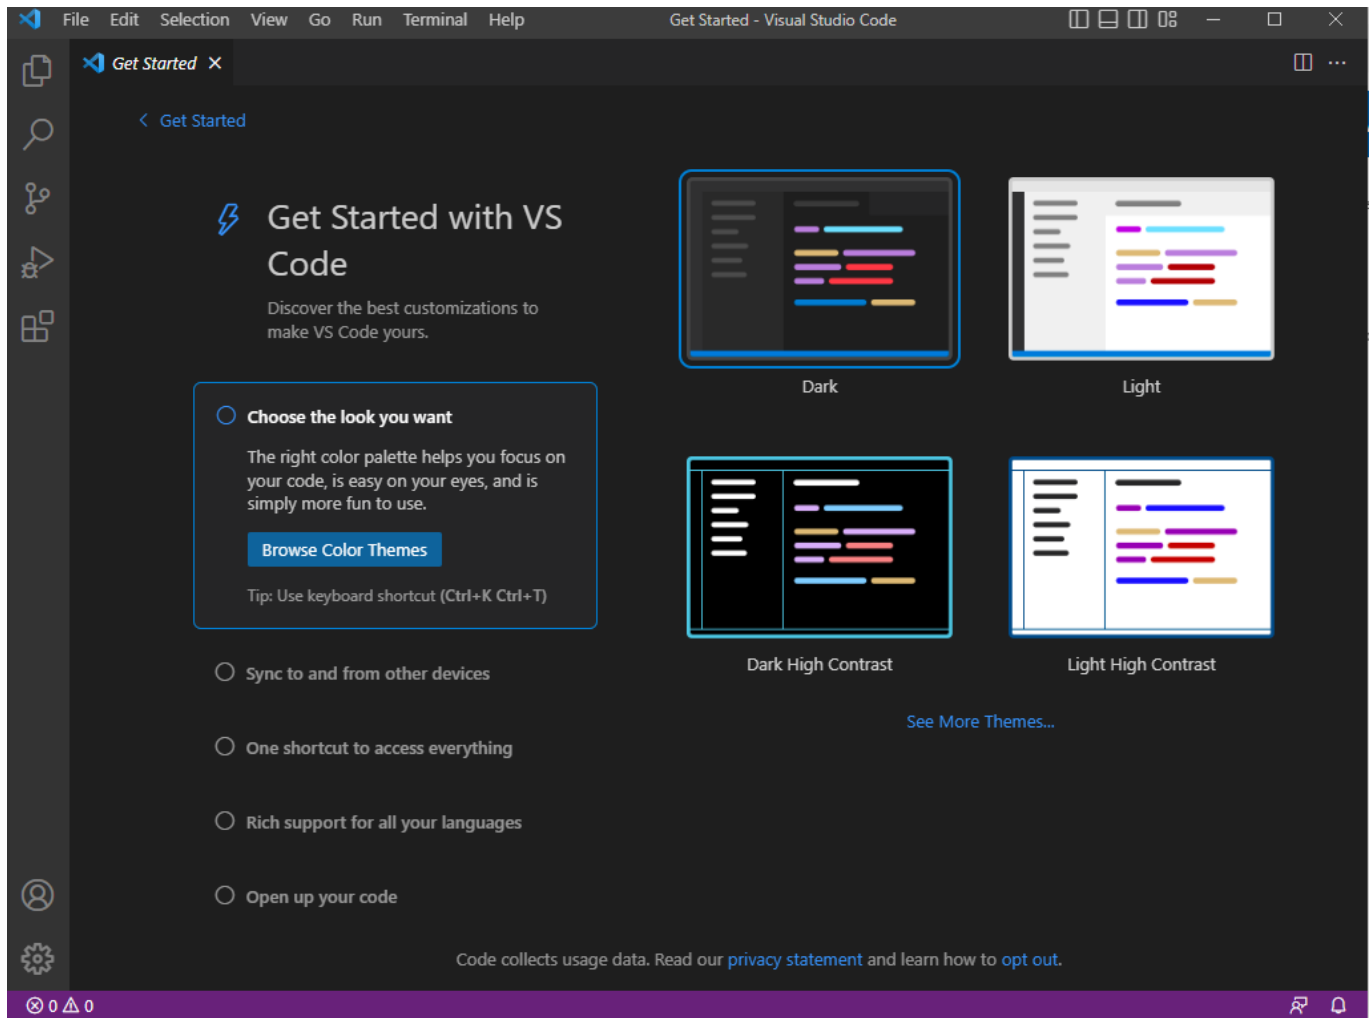 File Edit Selection View Go Run Terminal Help
Get Started - Visual Studio Code
Get Started
Get Started
Get Started with VS
Code
Discover the best customizations to
make VS Code yours.
Choose the look you want
The right color palette helps you focus on
your code, is easy on your eyes, and is
simply more fun to use.
Browse Color Themes
Tip: Use keyboard shortcut (Ctrl+K Ctrl+T)
Sync to and from other devices
One shortcut to access everything
Rich support for all your languages
Open up your code
Dark
Light
Dark High Contrast
Light High Contrast
See More Themes...
Code collects usage data. Read our privacy statement and learn how to opt out.
0 0